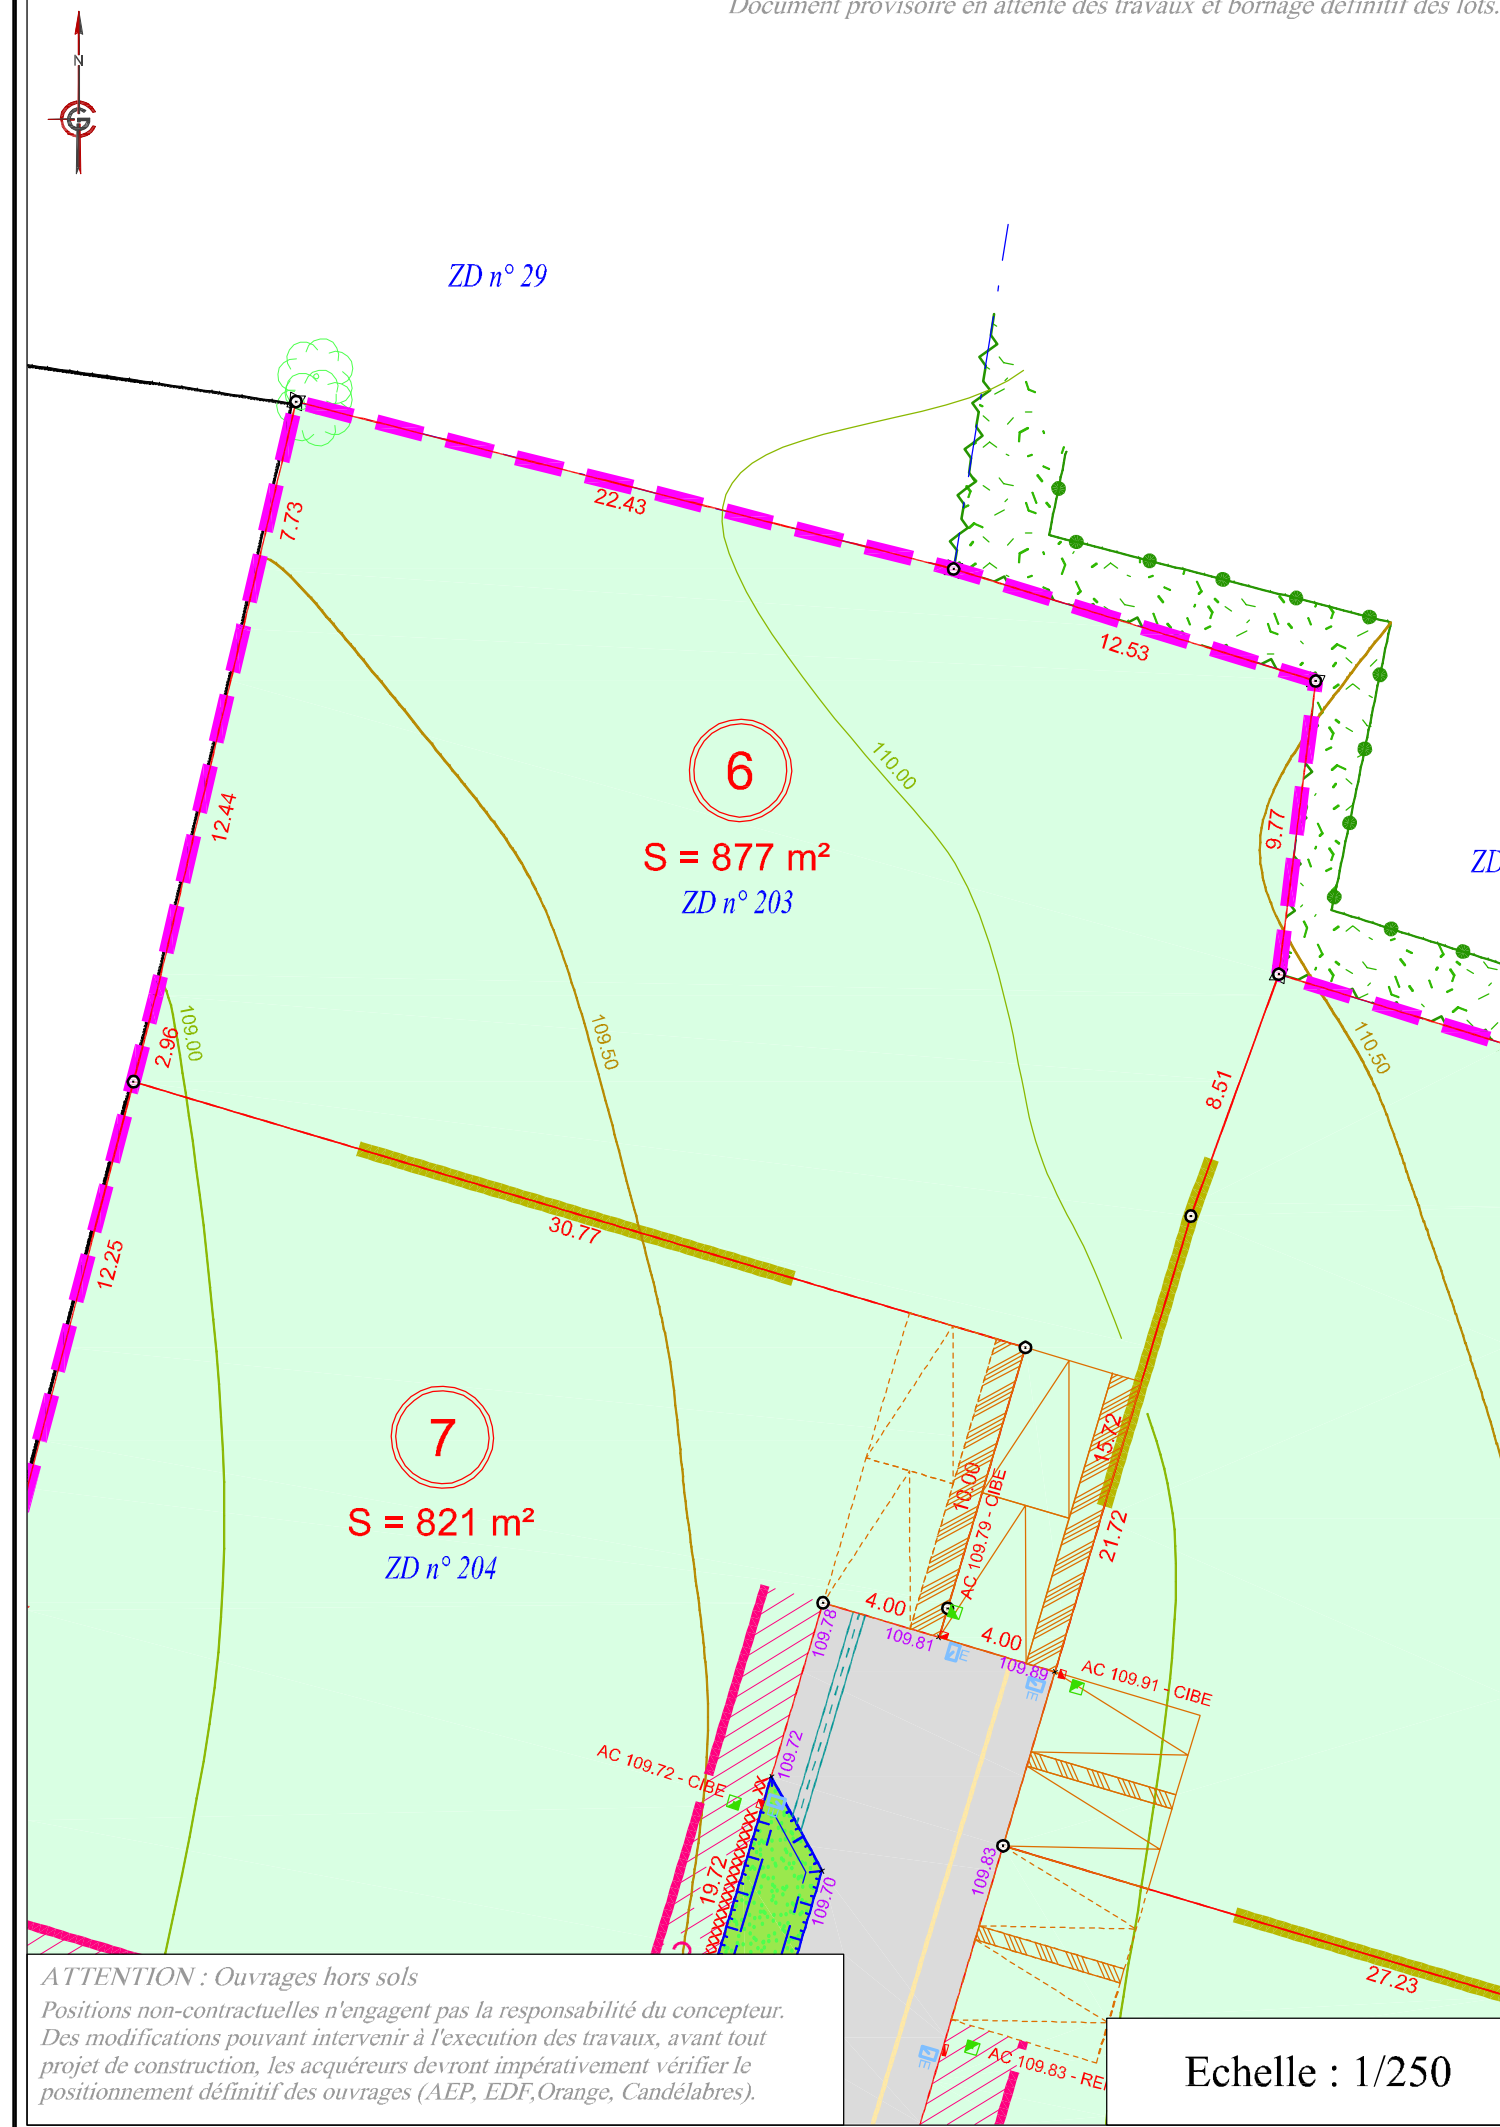 Document provisoire en attente des travaux et bornage définitif des lots.
N
G
ZD n° 29
22.43
7.73
12.53
12.44
6
S = 877 m²
ZD n° 203
110.00
9.77
ZD
2.96
109.00
109.50
110.50
8.51
30.77
12.25
7
S = 821 m²
ZD n° 204
15.72
10.00
AC 109.79 - CIBE
21.72
4.00
109.78
109.81
4.00
109.89
E
E
AC 109.91 - CIBE
109.72
AC 109.72 - CIBE
19.72
109.70
109.83
27.23
E
AC 109.83 - RE
ATTENTION : Ouvrages hors sols
Positions non-contractuelles n'engagent pas la responsabilité du concepteur.
Des modifications pouvant intervenir à l'execution des travaux, avant tout
projet de construction, les acquéreurs devront impérativement vérifier le
positionnement définitif des ouvrages (AEP, EDF,Orange, Candélabres).
Echelle : 1/250